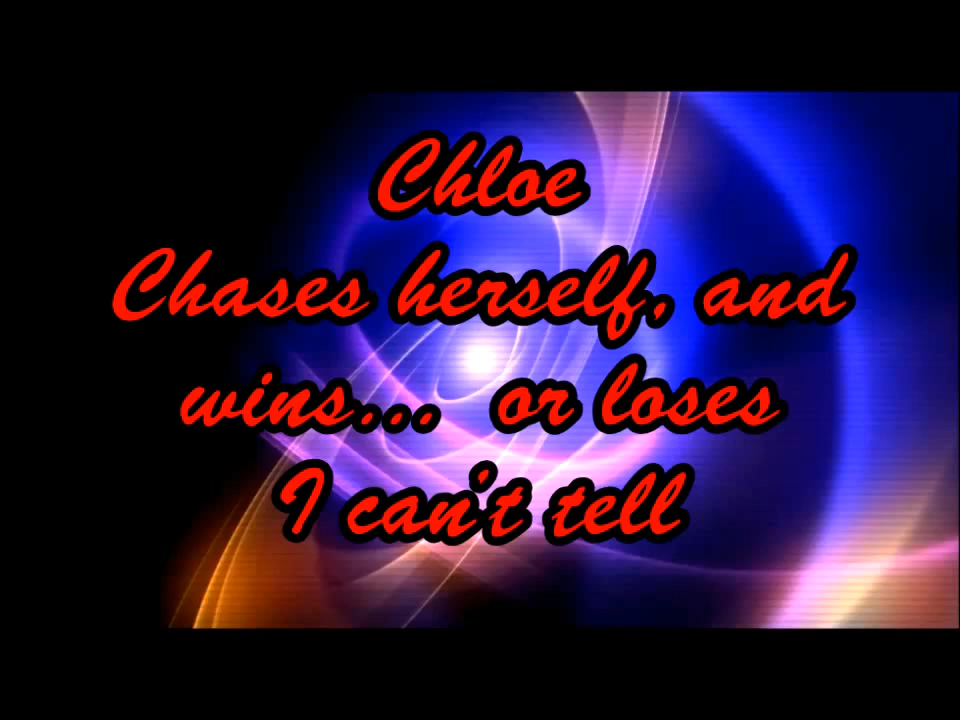 Chloe
Chases herself, and
wins... or loses
I can't tell